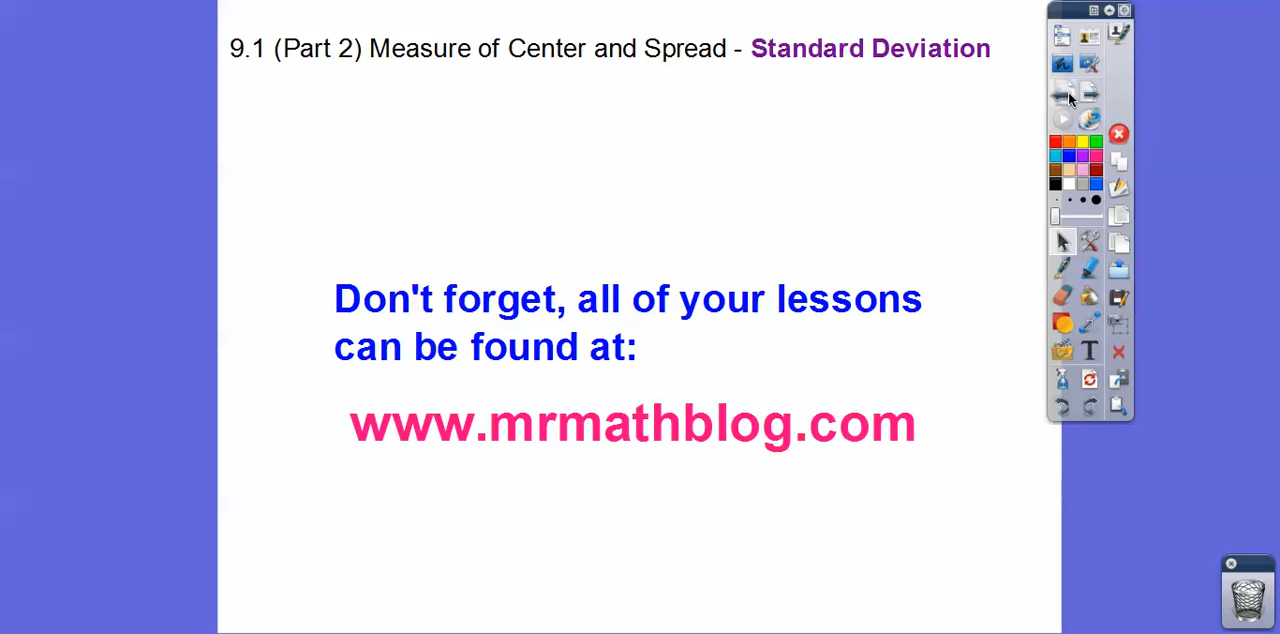 9.1 (Part 2) Measure of Center and Spread - Standard Deviation
Don't forget, all of your lessons
can be found at:
www.mrmathblog.com